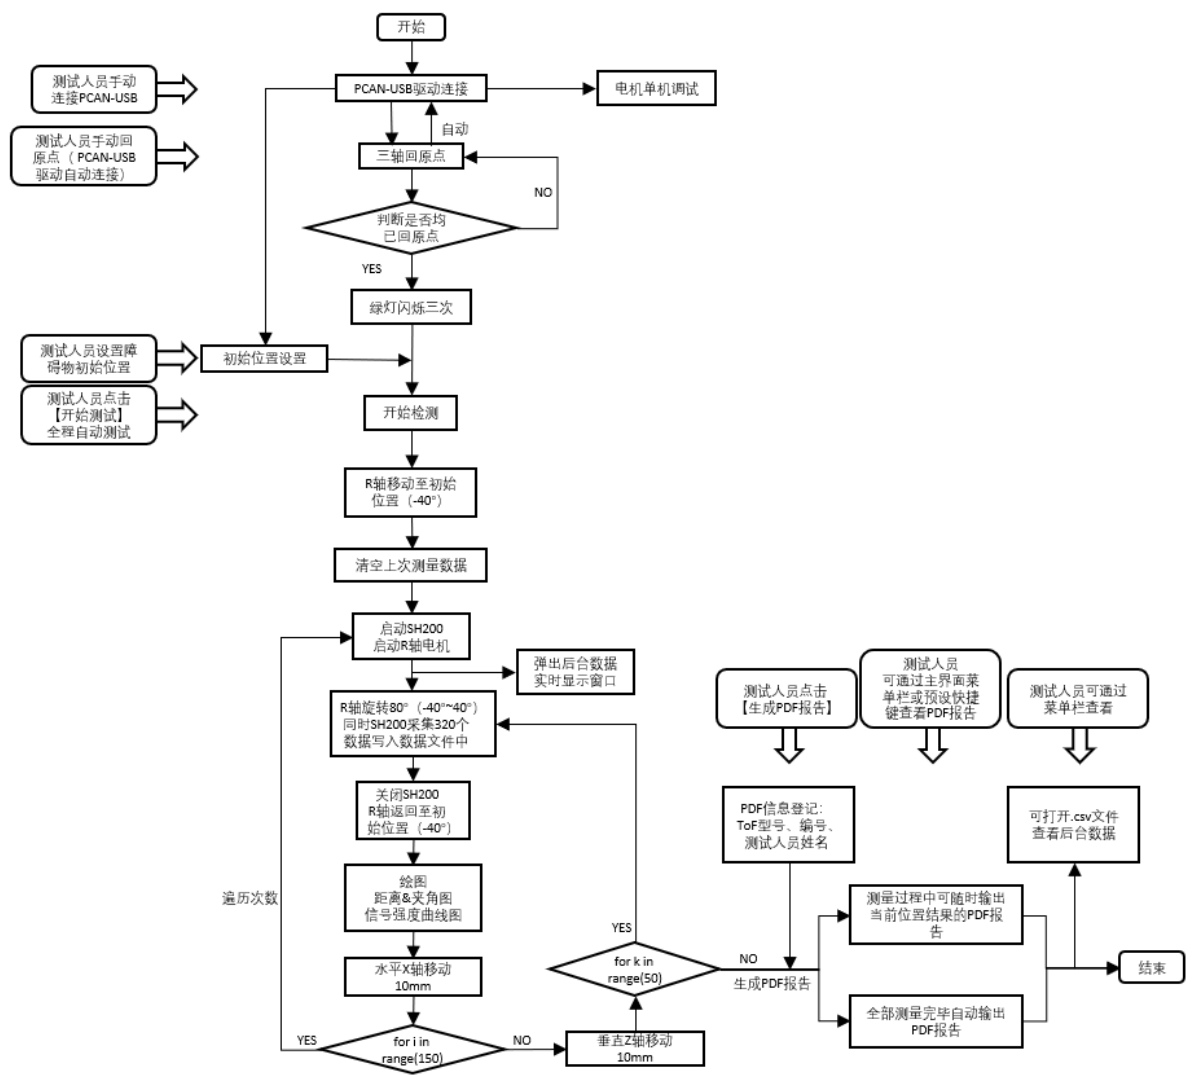 开始
测试人员手动
连接PCAN-USB
PCAN-USB驱动连接
电机单机调试
自动
测试人员手动回
原点（ PCAN-USB
驱动自动连接）
三轴回原点
NO
判断是否均
已回原点
YES
绿灯闪烁三次
测试人员设置障
碍物初始位置
初始位置设置
测试人员点击
【开始测试】
全程自动测试
开始检测
R轴移动至初始
位置（-40°）
清空上次测量数据
启动SH200
启动R轴电机
弹出后台数据
实时显示窗口
R轴旋转80°（-40°~40°）
同时SH200采集320个
数据写入数据文件中
关闭SH200
R轴返回至初
始位置（-40°）
遍历次数
绘图
距离&夹角图
信号强度曲线图
水平X轴移动
10mm
YES
for i in
range(150)
NO
垂直Z轴移动
10mm
YES
for k in
range(50)
NO
生成PDF报告
测试人员点击
【生成PDF报告】
测试人员
可通过主界面菜
单栏或预设快捷
键查看PDF报告
测试人员可通过
菜单栏查看
PDF信息登记：
ToF型号、编号、
测试人员姓名
可打开.csv文件
查看后台数据
测量过程中可随时输出
当前位置结果的PDF报
告
全部测量完毕自动输出
PDF报告
结束